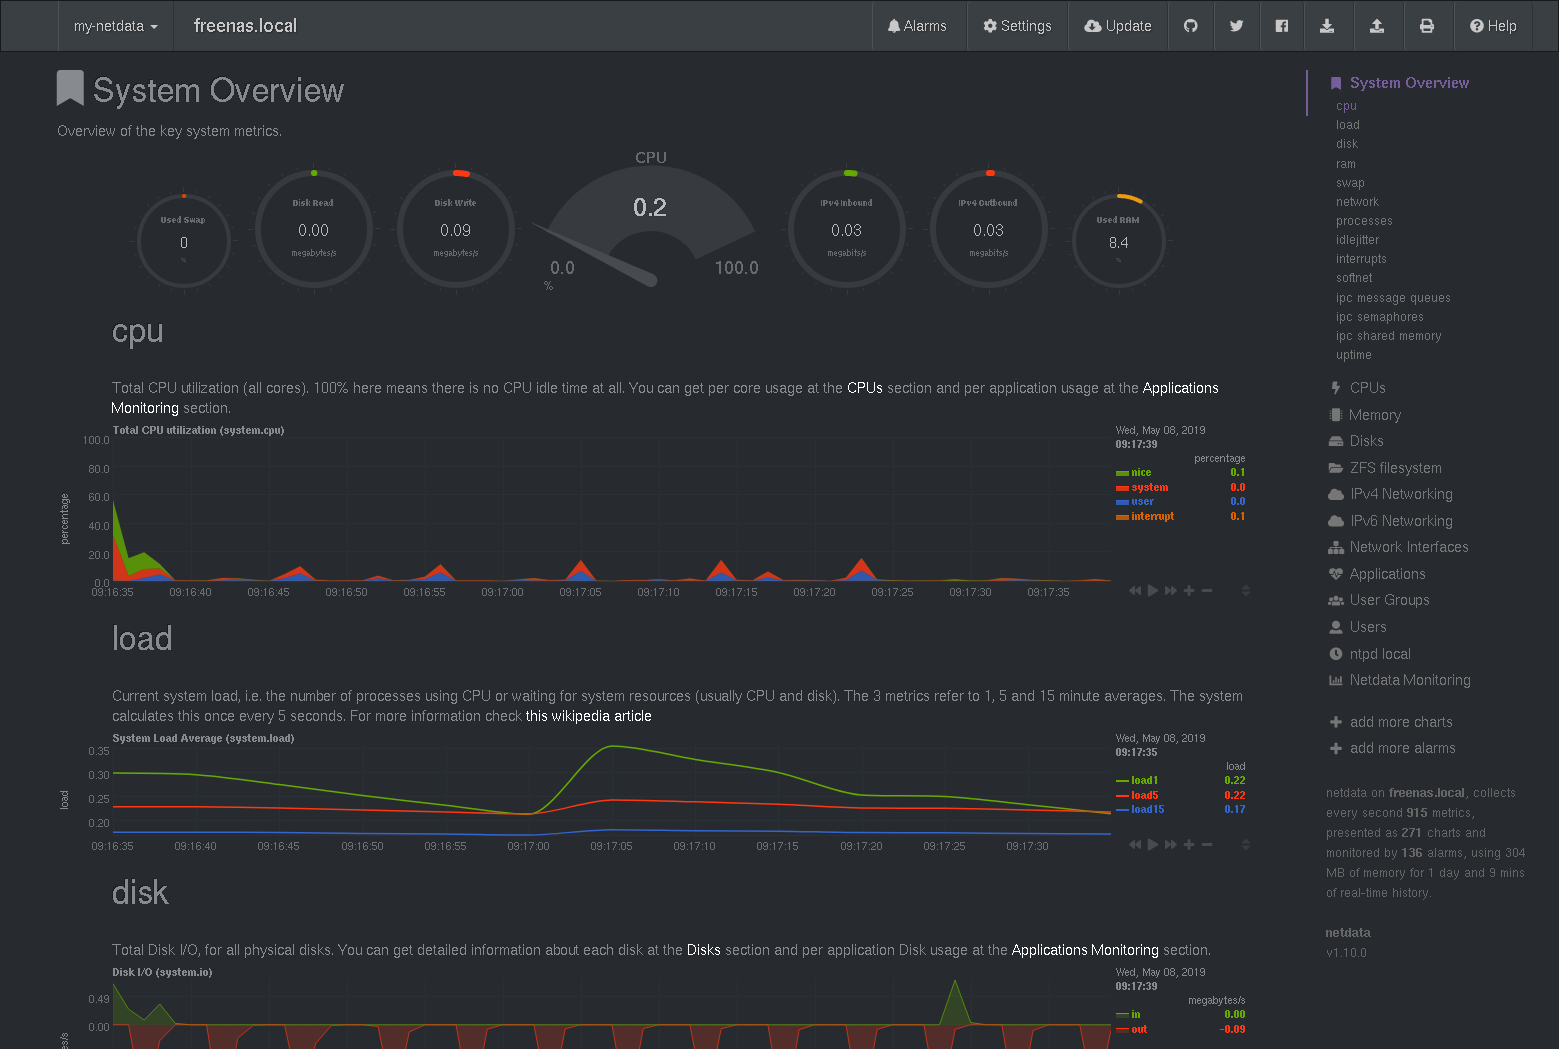 my-netdata
freenas.local
Alarms
Settings
Update
Help
System Overview
Overview of the key system metrics.
Used Swap
0
%
Disk Read
0.00
megabytes/s
Disk Write
0.09
megabytes/s
CPU
0.2
0.0
100.0
%
IPv4 Inbound
0.03
megabits/s
IPv4 Outbound
0.03
megabits/s
Used RAM
8.4
%
cpu
Total CPU utilization (all cores). 100% here means there is no CPU idle time at all. You can get per core usage at the CPUs section and per application usage at the Applications
Monitoring section.
Total CPU utilization (system.cpu)
percentage
100.0
80.0
60.0
40.0
20.0
0.0
09:16:35 09:16:40 09:16:45 09:16:50 09:16:55 09:17:00 09:17:05 09:17:10 09:17:15 09:17:20 09:17:25 09:17:30 09:17:35
Wed, May 08, 2019
09:17:39
percentage
nice 0.1
system 0.0
user 0.0
interrupt 0.1
load
Current system load, i.e. the number of processes using CPU or waiting for system resources (usually CPU and disk). The 3 metrics refer to 1, 5 and 15 minute averages. The system
calculates this once every 5 seconds. For more information check this wikipedia article
System Load Average (system.load)
load
0.35
0.30
0.25
0.20
09:16:35 09:16:40 09:16:45 09:16:50 09:16:55 09:17:00 09:17:05 09:17:10 09:17:15 09:17:20 09:17:25 09:17:30
Wed, May 08, 2019
09:17:35
load
load1 0.22
load5 0.22
load15 0.17
disk
Total Disk I/O, for all physical disks. You can get detailed information about each disk at the Disks section and per application Disk usage at the Applications Monitoring section.
Disk I/O (system.io)
es/s
0.49
0.00
Wed, May 08, 2019
09:17:39
megabytes/s
in 0.00
out -0.09
System Overview
cpu
load
disk
ram
swap
network
processes
idlejitter
interrupts
softnet
ipc message queues
ipc semaphores
ipc shared memory
uptime
CPUs
Memory
Disks
ZFS filesystem
IPv4 Networking
IPv6 Networking
Network Interfaces
Applications
User Groups
Users
ntpd local
Netdata Monitoring
add more charts
add more alarms
netdata on freenas.local, collects
every second 915 metrics,
presented as 271 charts and
monitored by 136 alarms, using 304
MB of memory for 1 day and 9 mins
of real-time history.
netdata
v1.10.0